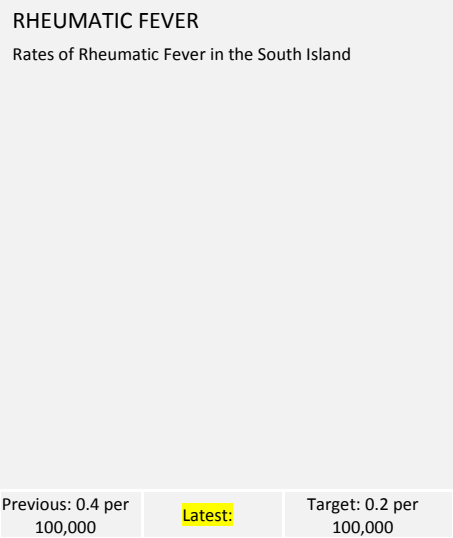 RHEUMATIC FEVER
Rates of Rheumatic Fever in the South Island
Previous: 0.4 per
100,000
Latest:
Target: 0.2 per
100,000